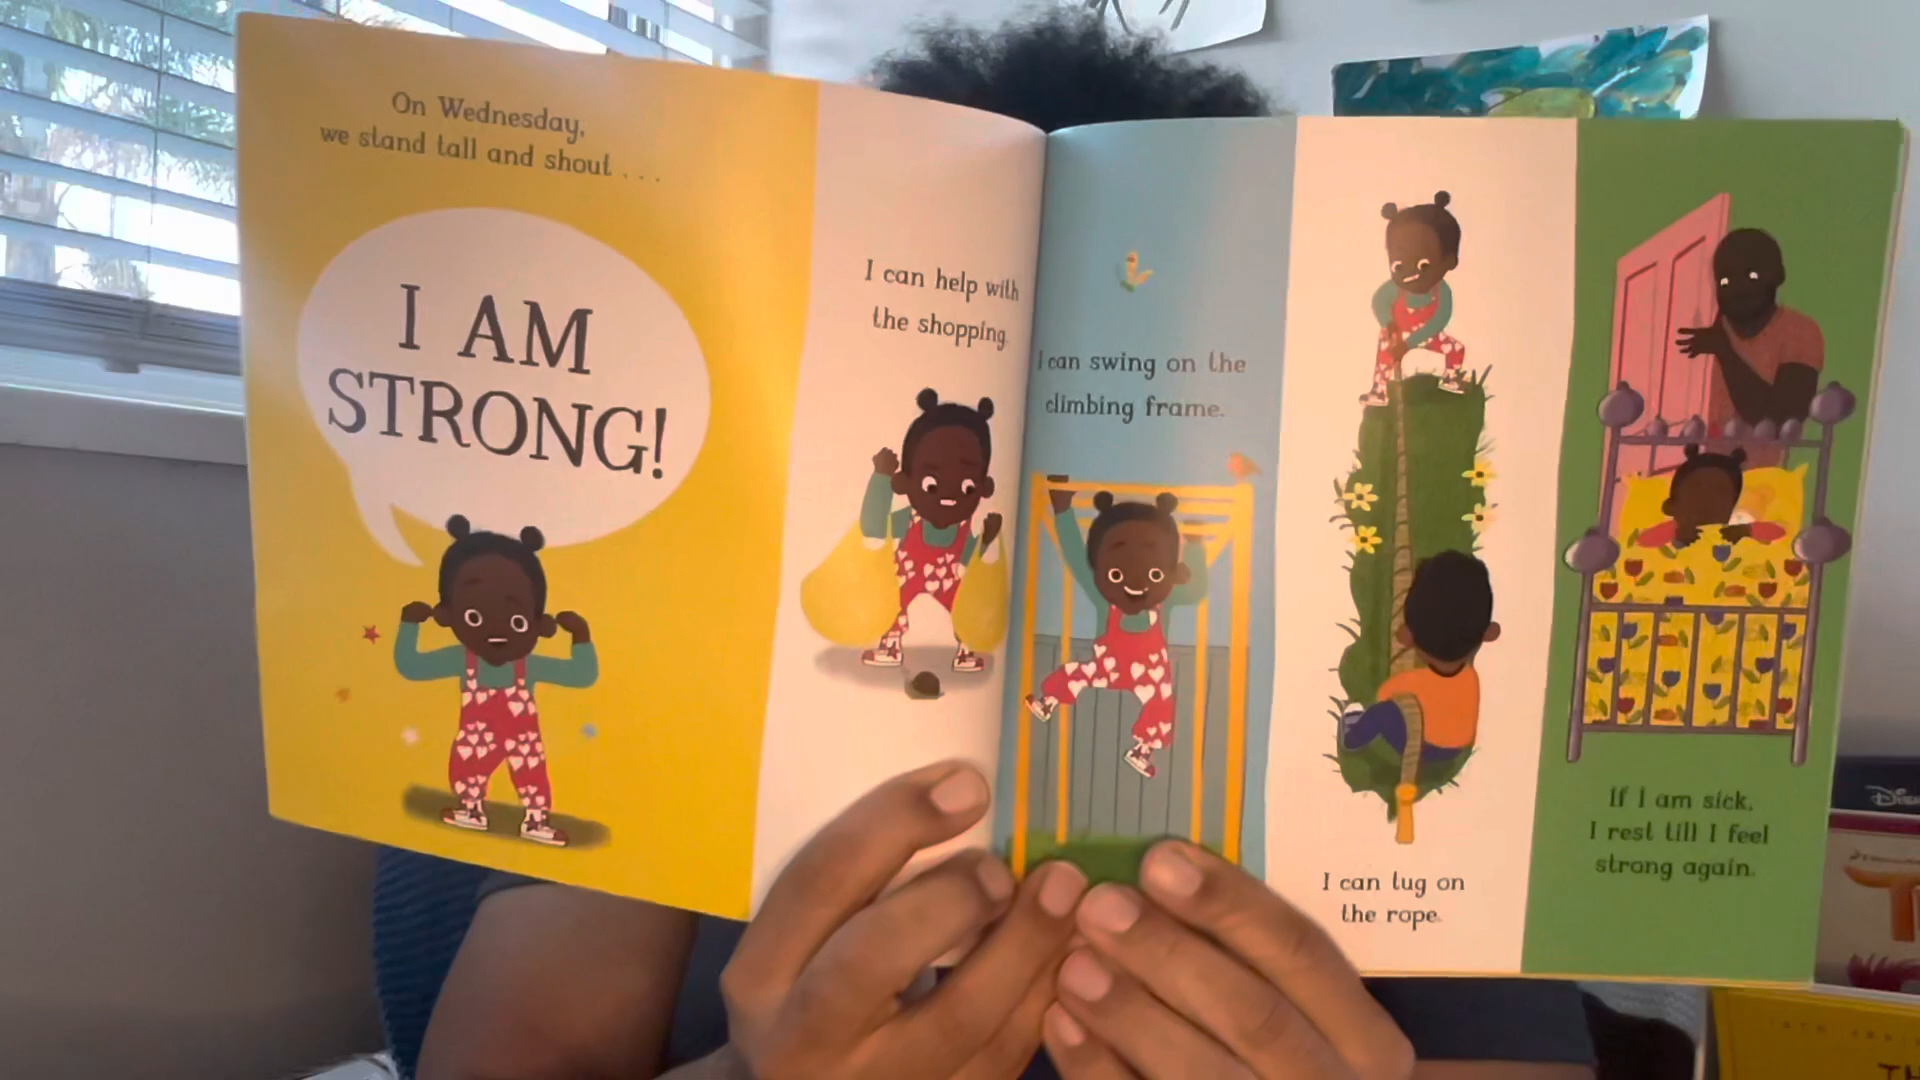 On Wednesday,
we stand tall and shout . . .
I AM
STRONG!
I can help with
the shopping.
I can swing on the
climbing frame.
I can tug on
the rope.
If I am sick,
I rest till I feel
strong again.